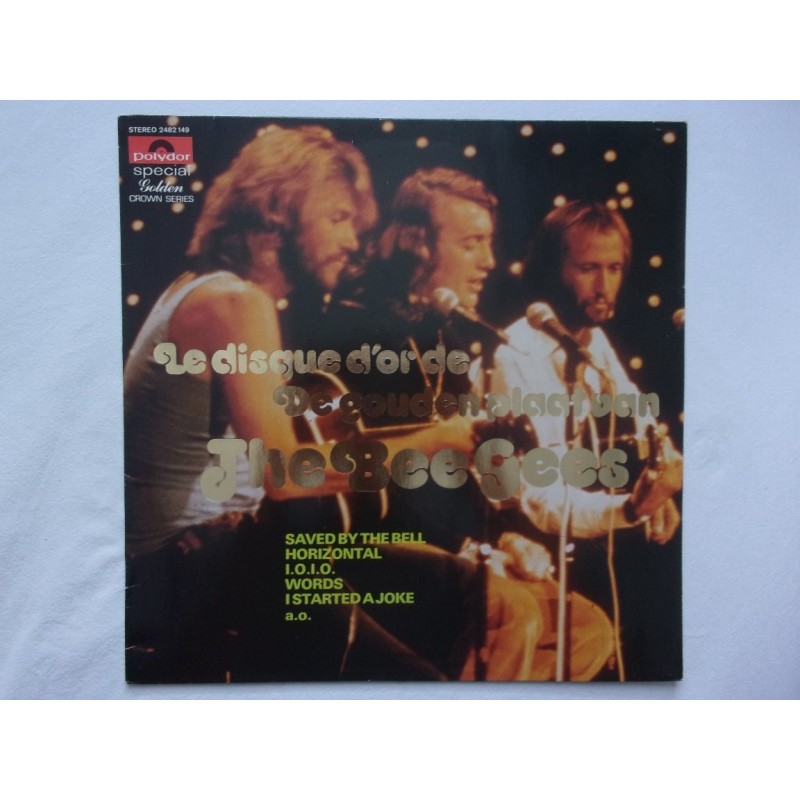 STEREO 2482 149
polydor
special
Golden
CROWN SERIES
Le disque d'or de
De gouden plaat van
The Bee Gees
SAVED BY THE BELL
HORIZONTAL
I.O.I.O.
WORDS
I STARTED A JOKE
a.o.